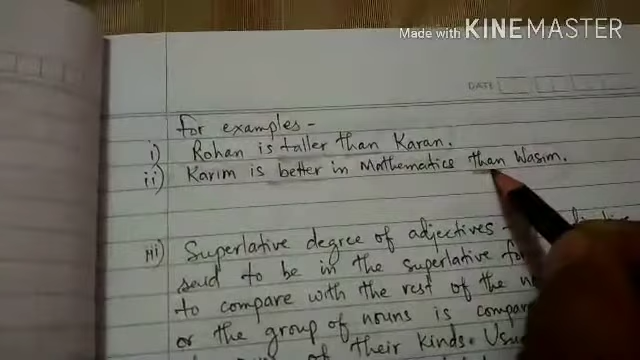 Made with KINEMASTER
DATE
for examples-
i) Rohan is taller than Karan.
ii) Karim is better in Mathematics than Wasim.
iii) Superlative degree of adjectives -
said to be in the superlative
to compare with the rest of the
or the group of nouns is
of their kinds.